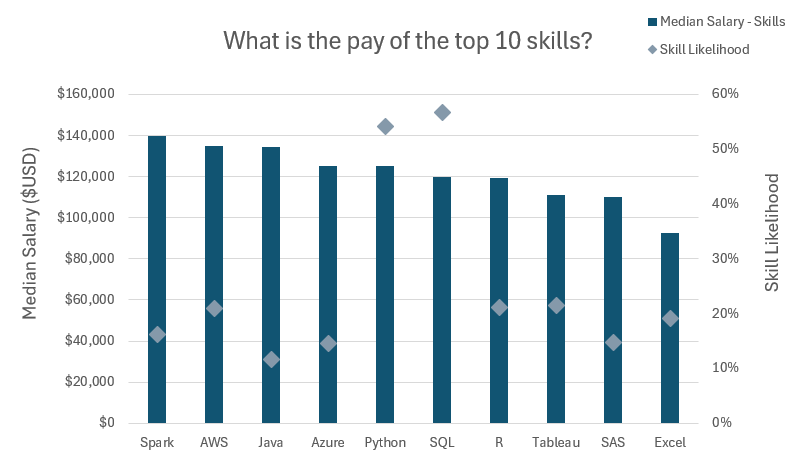 What is the pay of the top 10 skills?
Median Salary - Skills
Skill Likelihood
Median Salary ($USD)
$160,000
$140,000
$120,000
$100,000
$80,000
$60,000
$40,000
$20,000
$0
60%
50%
40%
30%
20%
10%
0%
Skill Likelihood
Spark AWS Java Azure Python SQL R Tableau SAS Excel